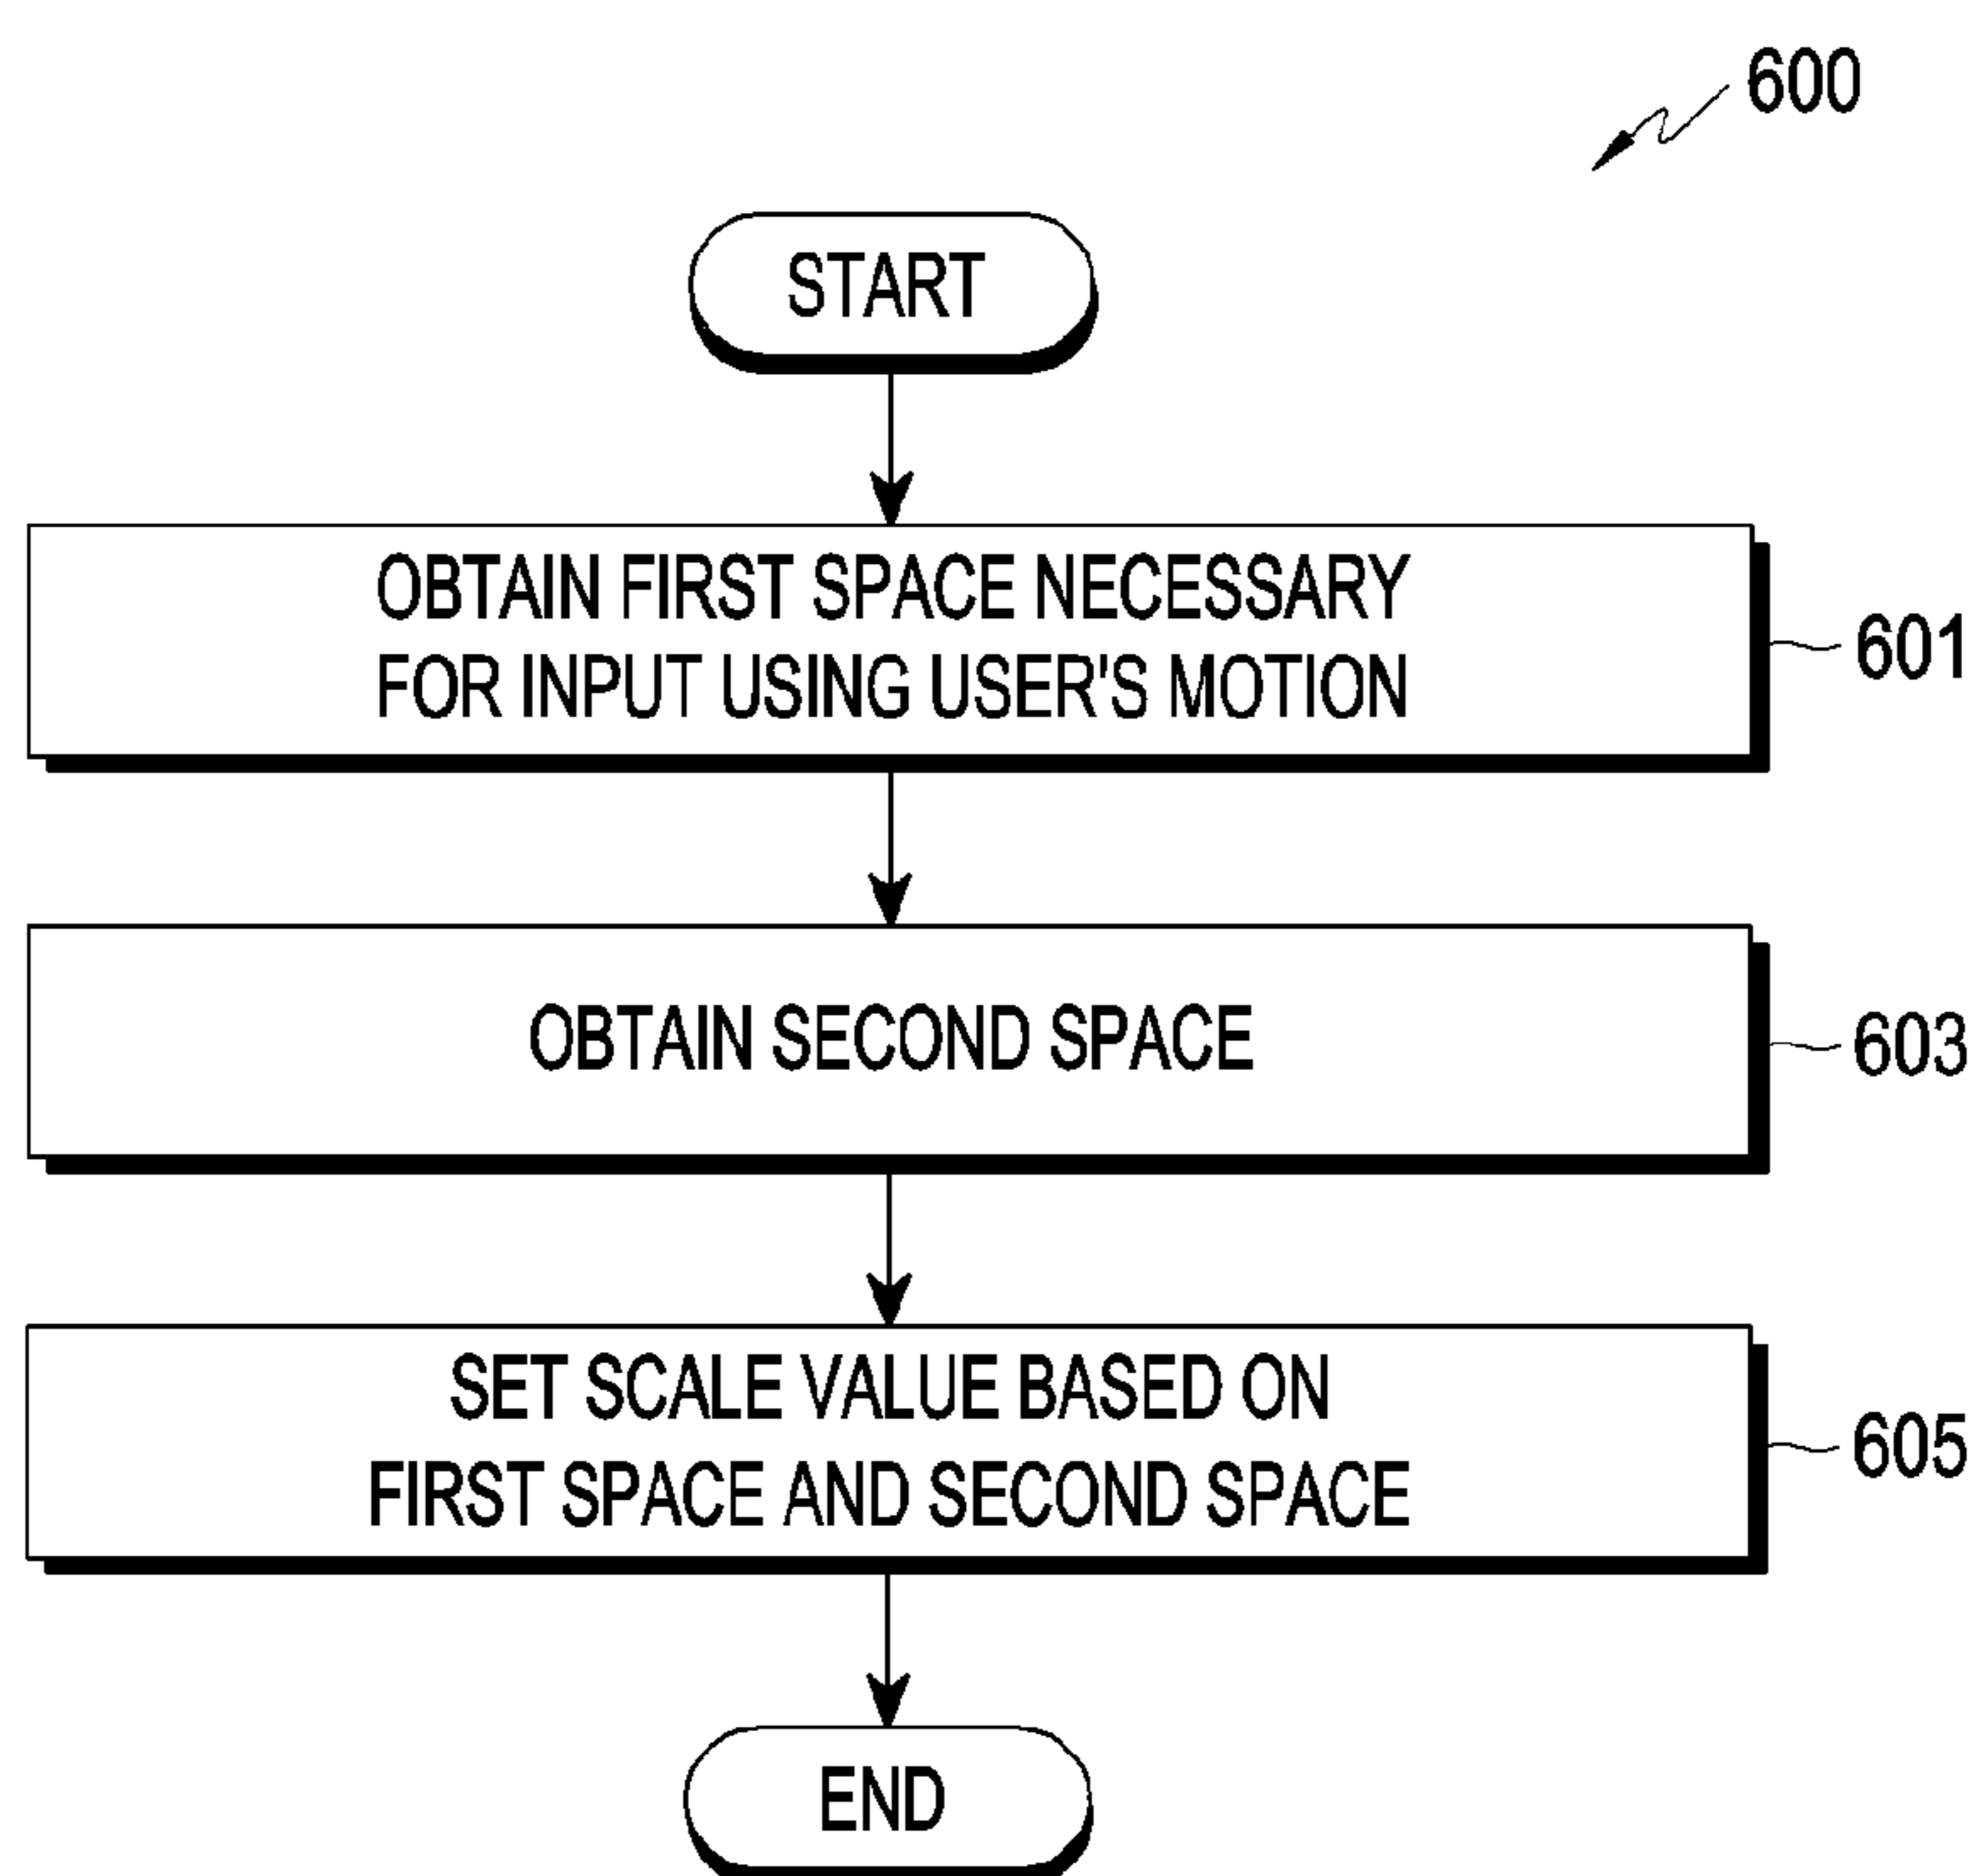 600
START
OBTAIN FIRST SPACE NECESSARY
FOR INPUT USING USER'S MOTION
601
OBTAIN SECOND SPACE
603
SET SCALE VALUE BASED ON
FIRST SPACE AND SECOND SPACE
605
END